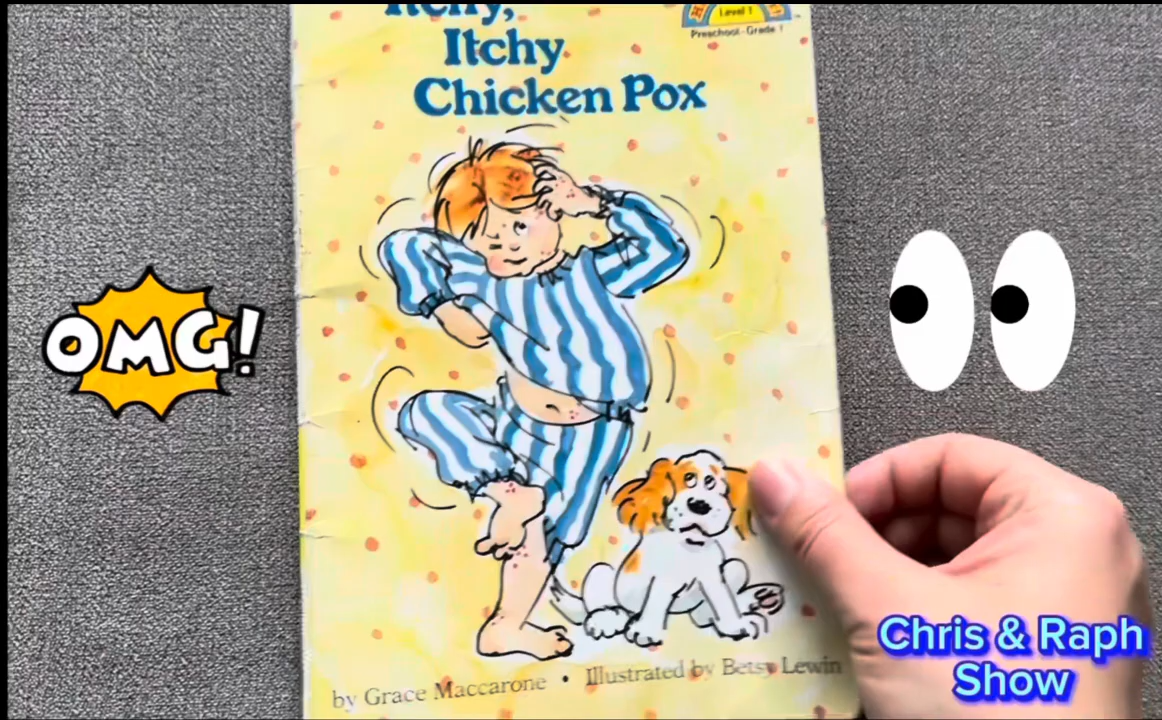 Itchy,
Itchy
Chicken Pox
Level 1
Preschool - Grade 1
OMG!
by Grace Maccarone • Illustrated by Betsy Lewin
Chris & Raph
Show